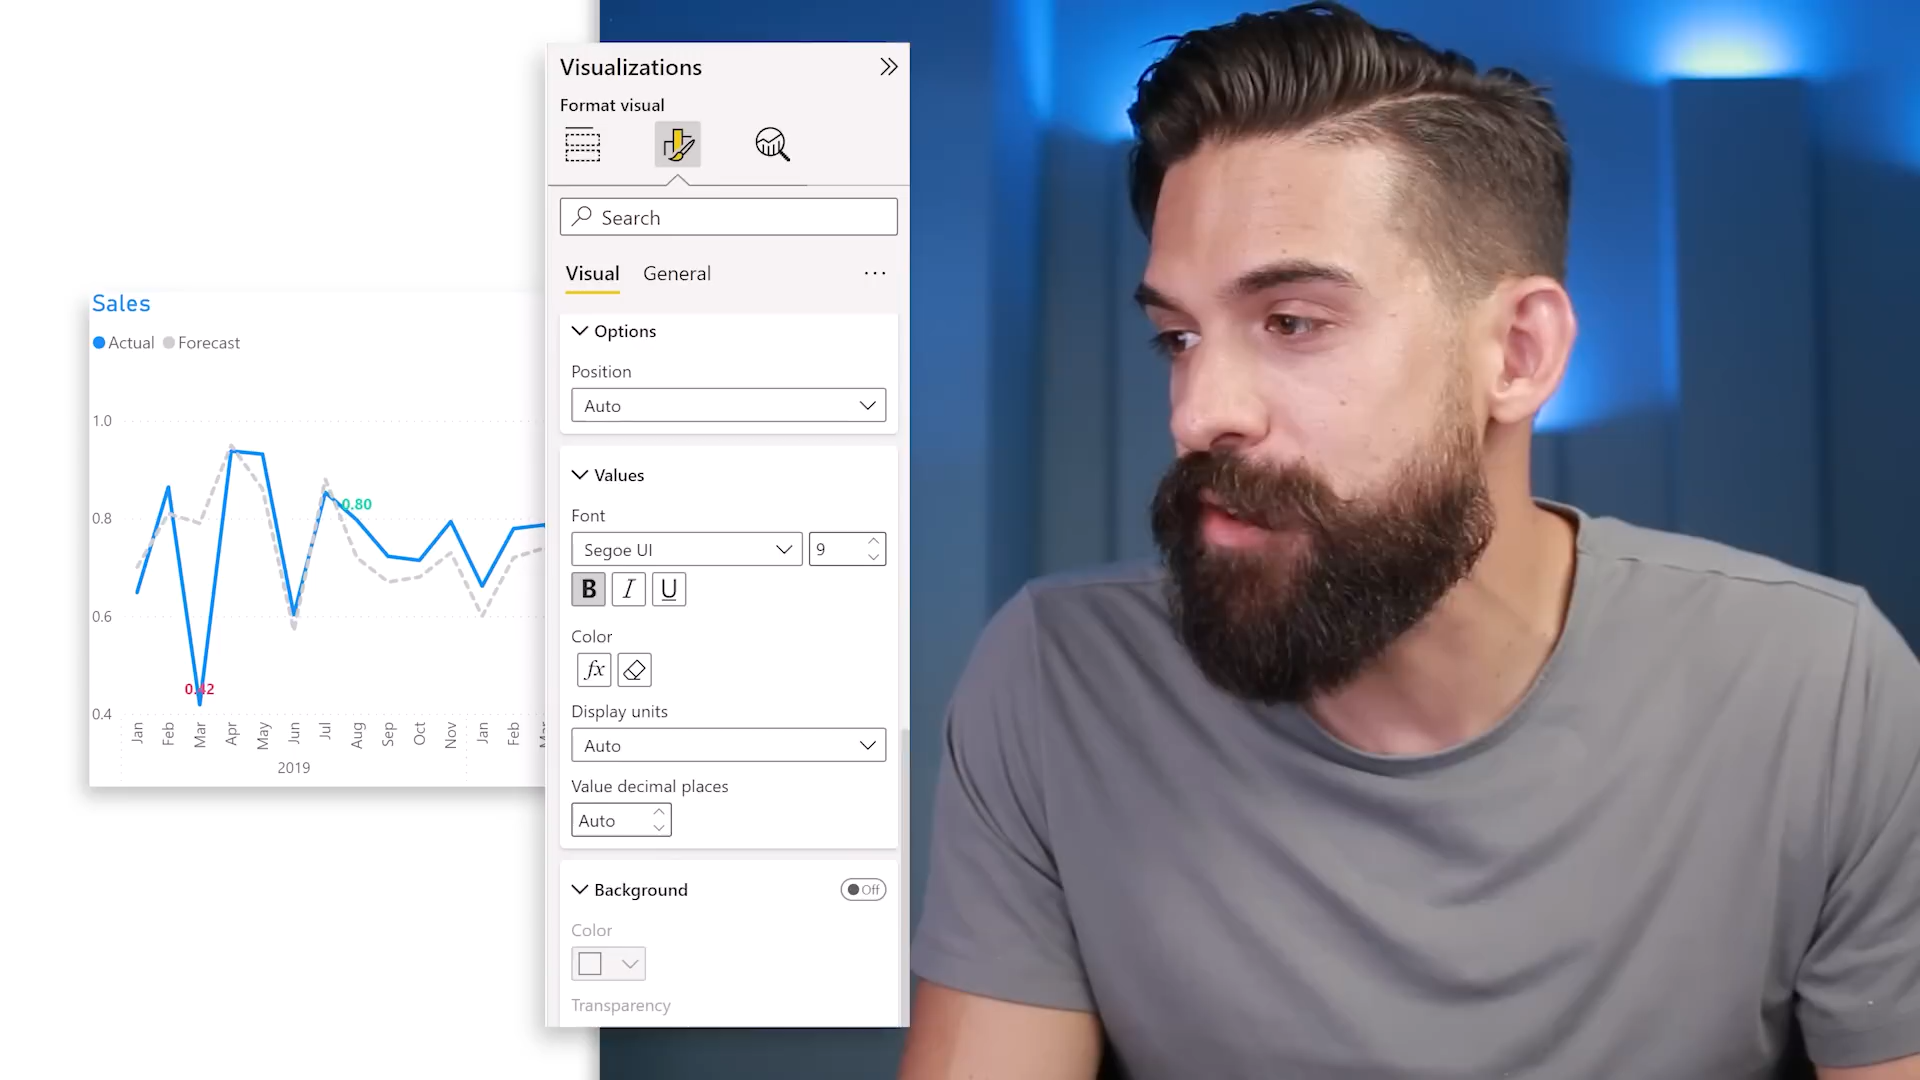 Sales
Actual Forecast
1.0
0.8
0.6
0.4
0.80
0.42
Jan
Feb
Mar
Apr
May
Jun
Jul
Aug
Sep
Oct
Nov
Jan
Feb
2019
Visualizations
Format visual
Search
Visual General
Options
Position
Auto
Values
Font
Segoe UI 9
B I U
Color
fx
Display units
Auto
Value decimal places
Auto
Background Off
Color
Transparency